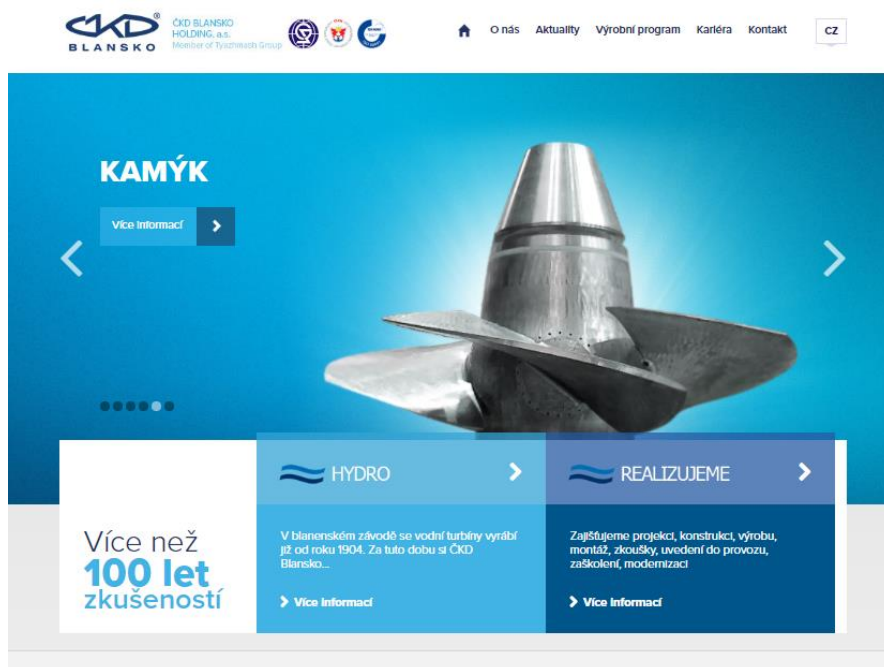 ČKD
BLANSKO
ČKD BLANSKO
HOLDING, a.s.
Member of Tyazhmash Group
O nás Aktuality Výrobní program Kariéra Kontakt CZ
KAMÝK
Více informací
HYDRO
REALIZUJEME
Více než
100 let
zkušeností
V blanenském závodě se vodní turbíny vyrábí
již od roku 1904. Za tuto dobu si ČKD
Blansko...
Více informací
Zajišťujeme projekci, konstrukci, výrobu,
montáž, zkoušky, uvedení do provozu,
zaškolení, modernizaci
Více informací